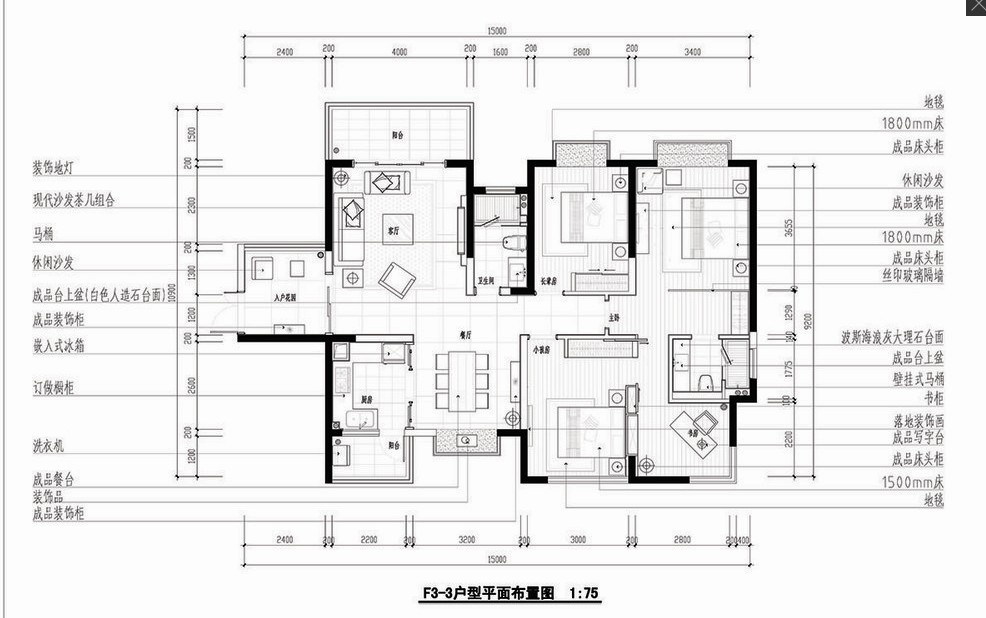 15000
2400 200 4000 200 1600 200 2800 200 3400
地毯
1800mm床
成品床头柜
休闲沙发
成品装饰柜
地毯
1800mm床
成品床头柜
丝印玻璃隔墙
波斯海浪灰大理石台面
成品台上盆
壁挂式马桶
书柜
落地装饰画
成品写字台
成品床头柜
1500mm床
地毯
装饰地灯
现代沙发茶几组合
马桶
休闲沙发
成品台上盆(白色人造石台面)
成品装饰柜
嵌入式冰箱
订做橱柜
洗衣机
成品餐台
装饰品
成品装饰柜
1500
200
200
1300
1200
200
2600
200
1200
10900
阳台
客厅
卫生间
入户花园
餐厅
厨房
阳台
主卧
书房
3655
1290
1775
2200
9200
2400 200 2200 200 3200 200 3000 200 2800 200 400
15000
F3-3户型平面布置图 1:75